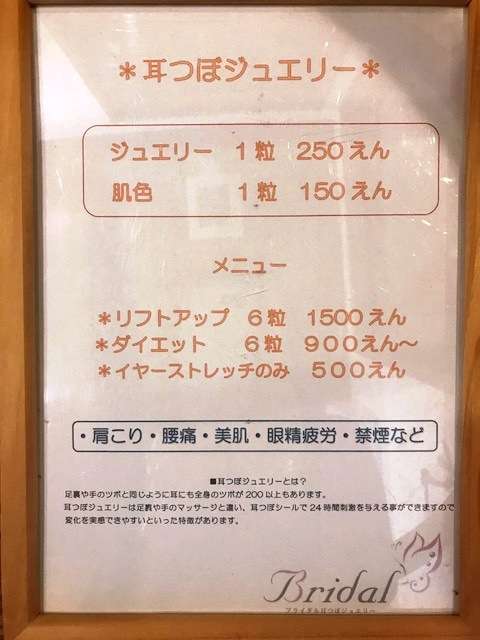 ＊耳つぼジュエリー＊
ジュエリー　１粒　２５０えん
肌色　１粒　１５０えん
メニュー
＊リフトアップ　６粒　１５００えん
＊ダイエット　６粒　９００えん～
＊イヤーストレッチのみ　５００えん
・肩こり・腰痛・美肌・眼精疲労・禁煙など
■耳つぼジュエリーとは？
足裏や手のツボと同じように耳にも全身のツボが200以上もあります。
耳つぼジュエリーは足裏や手のマッサージと違い、耳つぼシールで24時間刺激を与える事ができますので
変化を実感できやすいといった特徴があります。
Bridal
ブライダル耳つぼジュエリー